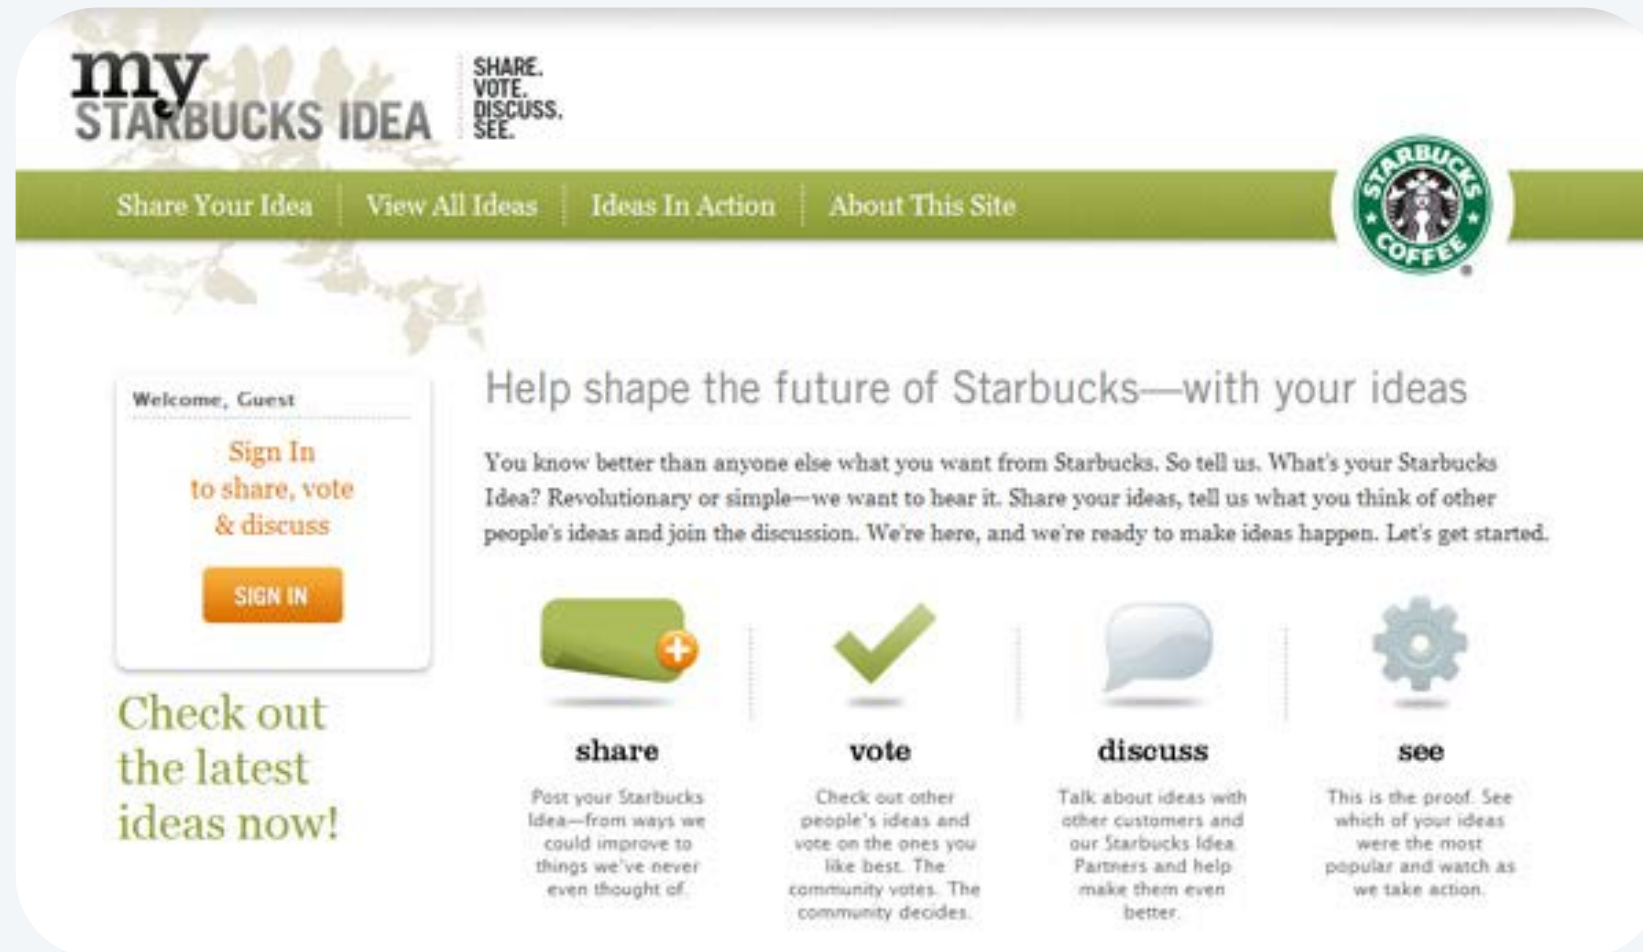 my
STARBUCKS IDEA
SHARE.
VOTE.
DISCUSS.
SEE.
Share Your Idea
View All Ideas
Ideas In Action
About This Site
STARBUCKS
COFFEE
Welcome, Guest
Sign In
to share, vote
& discuss
SIGN IN
Check out
the latest
ideas now!
Help shape the future of Starbucks—with your ideas
You know better than anyone else what you want from Starbucks. So tell us. What's your Starbucks
Idea? Revolutionary or simple—we want to hear it. Share your ideas, tell us what you think of other
people's ideas and join the discussion. We're here, and we're ready to make ideas happen. Let's get started.
share
Post your Starbucks
Idea—from ways we
could improve to
things we've never
even thought of.
vote
Check out other
people's ideas and
vote on the ones you
like best. The
community votes. The
community decides.
discuss
Talk about ideas with
other customers and
our Starbucks Idea
Partners and help
make them even
better.
see
This is the proof. See
which of your ideas
were the most
popular and watch as
we take action.